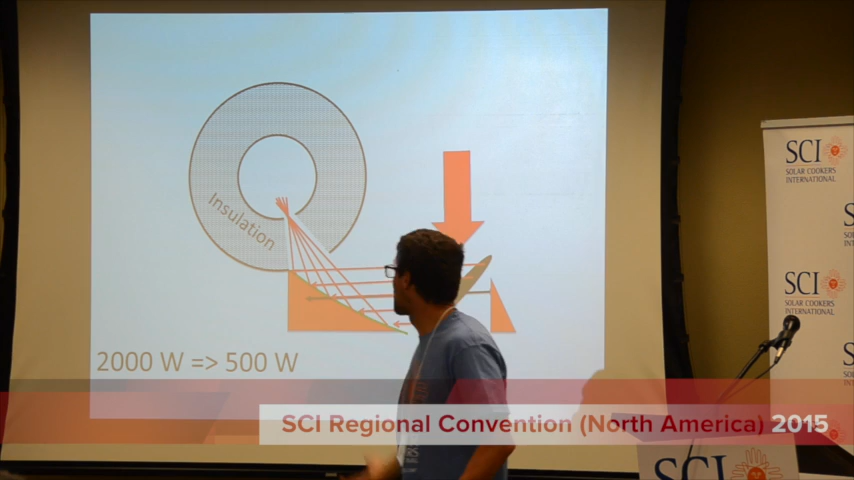 Insulation
2000 W => 500 W
SCI Regional Convention (North America) 2015
SCI
SOLAR COOKERS
INTERNATIONAL
SCI
SOLAR COOKERS
INTERNATIONAL
SCI